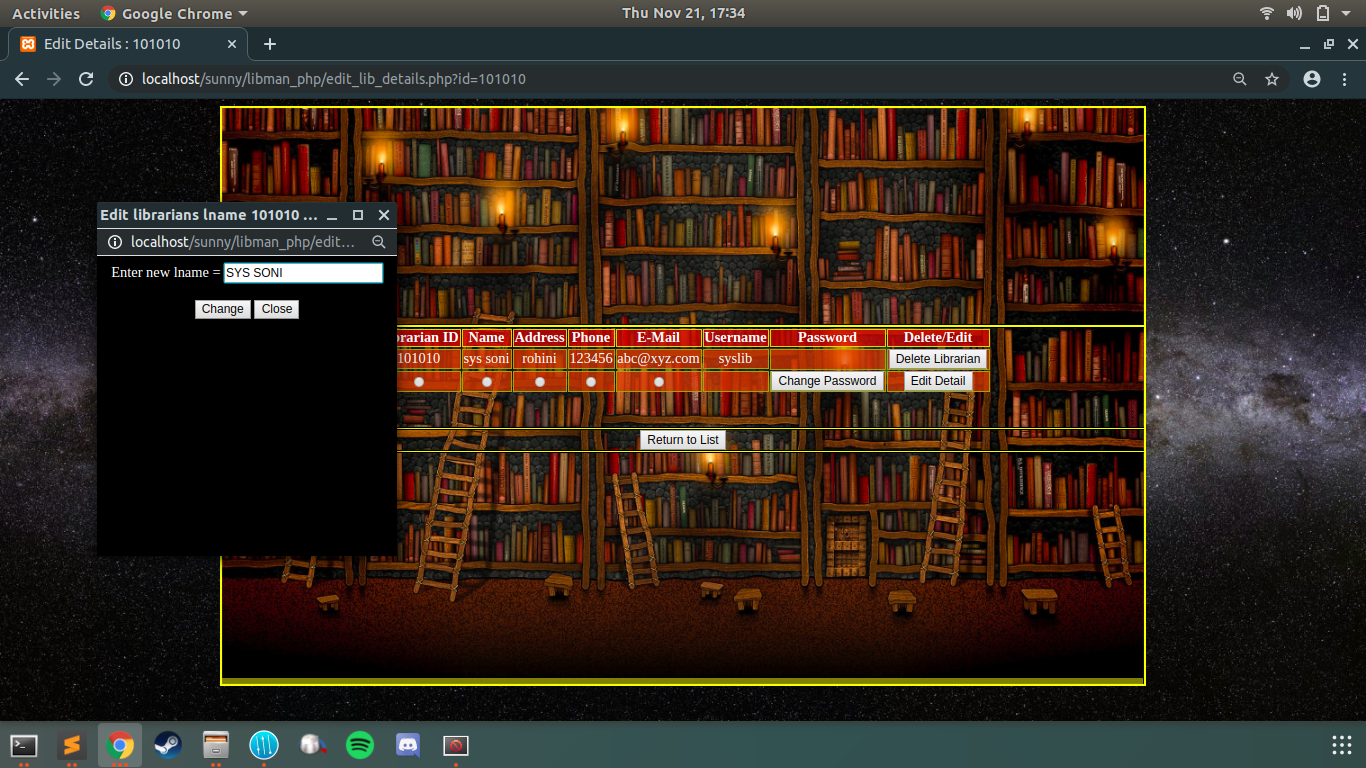 Activities Google Chrome Thu Nov 21, 17:34
Edit Details : 101010
localhost/sunny/libman_php/edit_lib_details.php?id=101010
Edit librarians lname 101010 ...
localhost/sunny/libman_php/edit...
Enter new lname = SYS SONI
Change Close
brarian ID Name Address Phone E-Mail Username Password Delete/Edit
101010 sys soni rohini 123456 abc@xyz.com syslib Delete Librarian
Change Password Edit Detail
Return to List